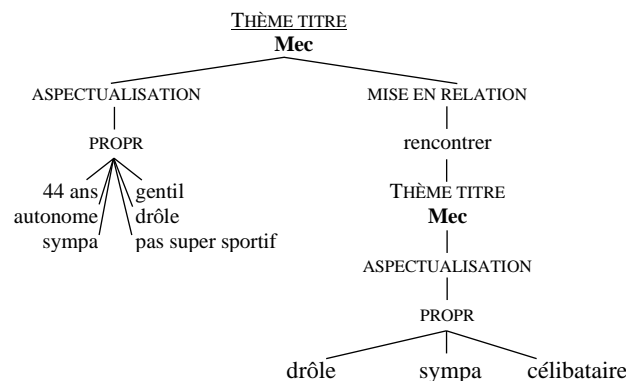 THÈME TITRE
Mec
ASPECTUALISATION MISE EN RELATION
PROPR rencontrer
44 ans gentil THÈME TITRE
autonome drôle Mec
sympa pas super sportif
ASPECTUALISATION
PROPR
drôle sympa célibataire